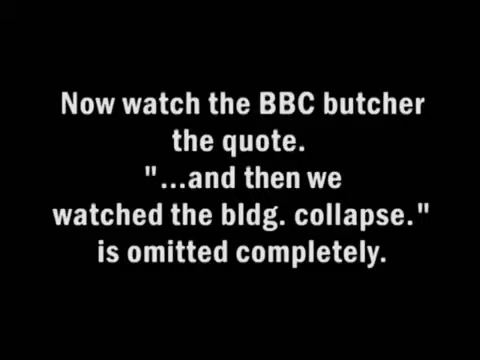 Now watch the BBC butcher
the quote.
"...and then we
watched the bldg. collapse."
is omitted completely.